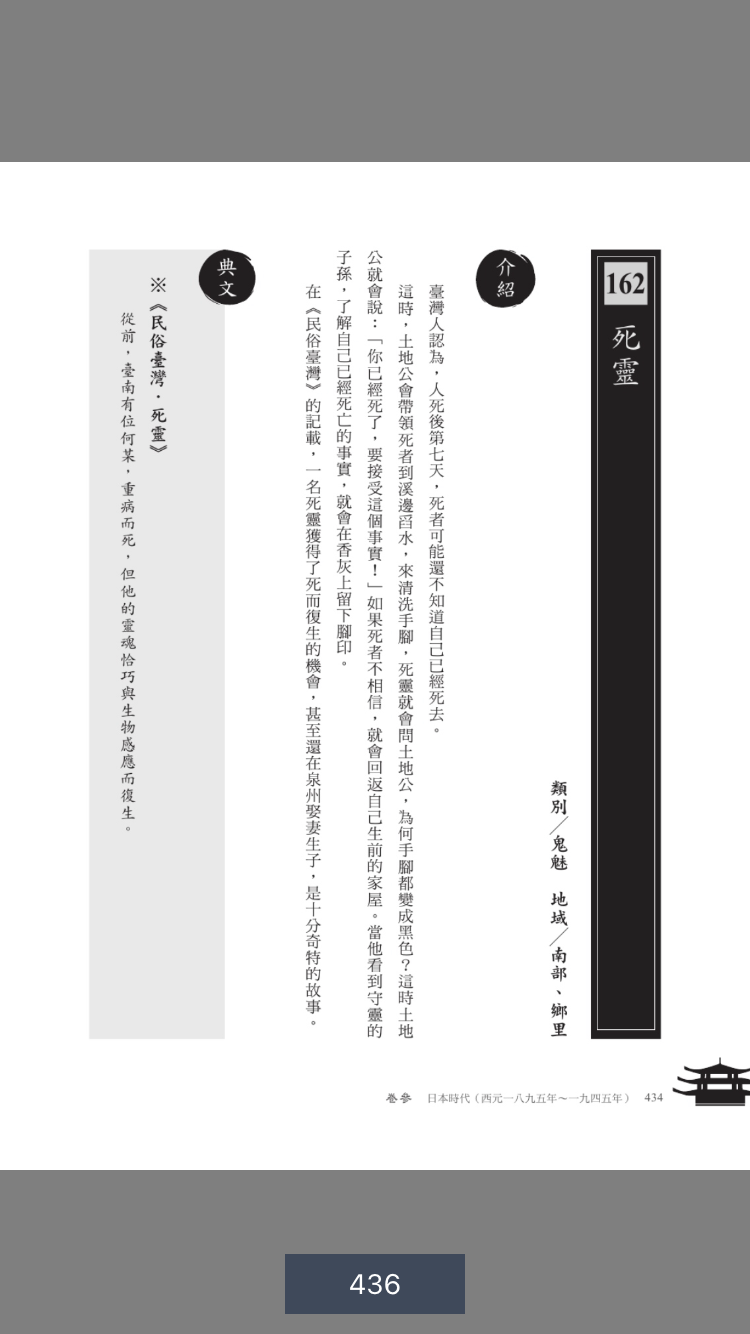 162
死靈
類別／鬼魅　地域／南部、鄉里
介紹
臺灣人認為，人死後第七天，死者可能還不知道自己已經死去。
這時，土地公會帶領死者到溪邊舀水，來清洗手腳，死靈就會問土地公，為何手腳都變成黑色？這時土地
公就會說：「你已經死了，要接受這個事實！」如果死者不相信，就會回返自己生前的家屋。當他看到守靈的
子孫，了解自己已經死亡的事實，就會在香灰上留下腳印。
在《民俗臺灣》的記載，一名死靈獲得了死而復生的機會，甚至還在泉州娶妻生子，是十分奇特的故事。
典文
※《民俗臺灣・死靈》
從前，臺南有位何某，重病而死，但他的靈魂恰巧與生物感應而復生。
卷參　日本時代（西元一八九五年～一九四五年）　434
436